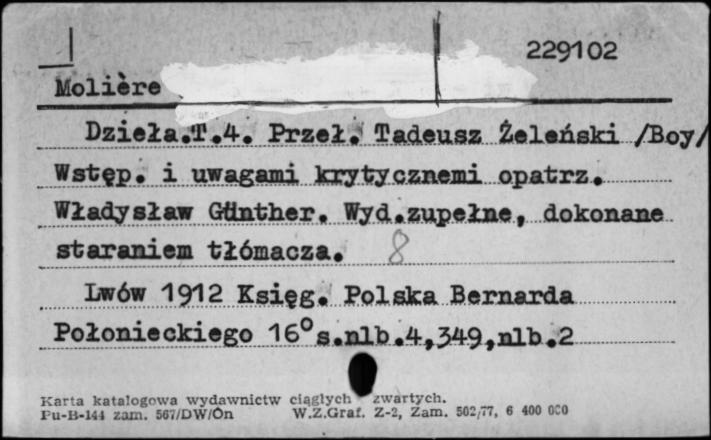 229102
Molière
Dzieła.T.4. Przeł. Tadeusz Żeleński /Boy/
Wstęp. i uwagami krytycznemi opatrz.
Władysław Günther. Wyd.zupełne, dokonane
staraniem tłómacza. 8
Lwów 1912 Księg. Polska Bernarda
Połonieckiego 16° s.nlb.4,349,nlb.2
Karta katalogowa wydawnictw ciągłych zwartych.
Pu-B-144 zam. 567/DW/Ón W.Z.Graf. Z-2, Zam. 502/77, 6 400 000